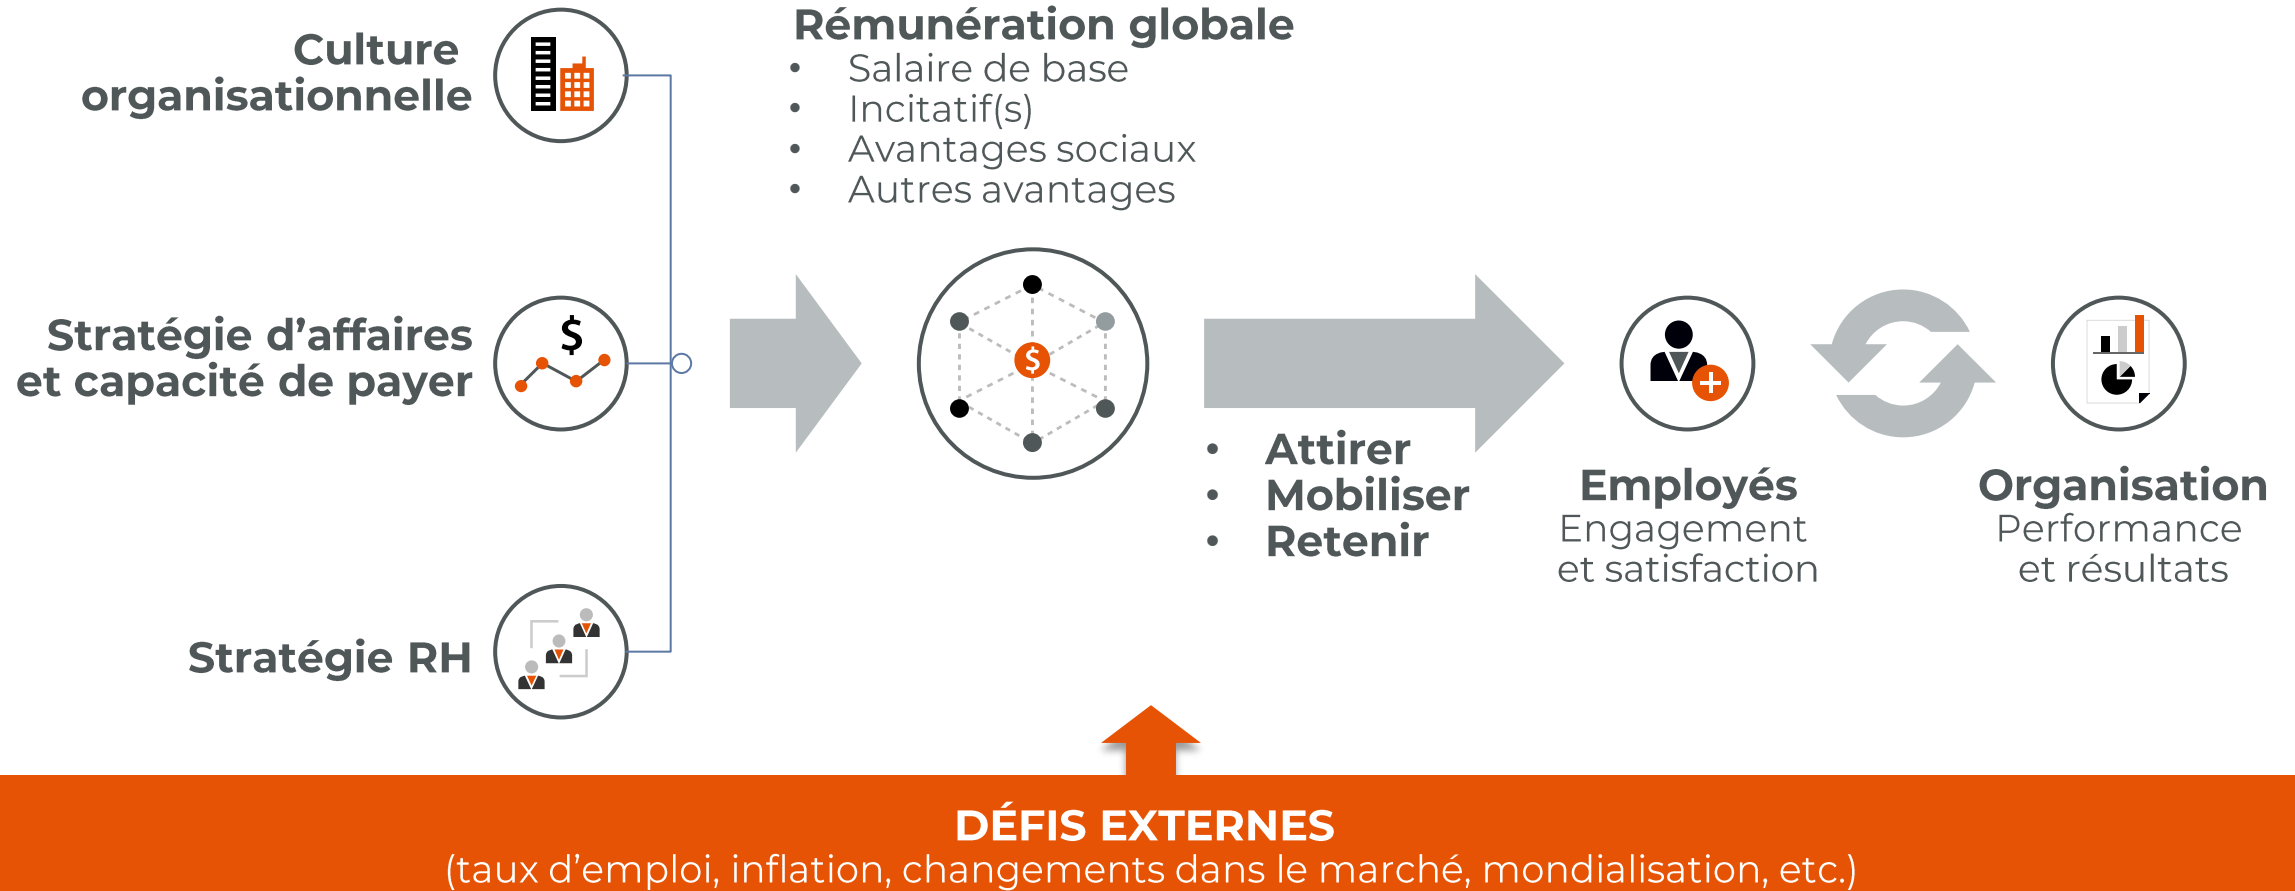 Culture
organisationnelle
Stratégie d’affaires
et capacité de payer
$
Stratégie RH
Rémunération globale
• Salaire de base
• Incitatif(s)
• Avantages sociaux
• Autres avantages
$
• Attirer
• Mobiliser
• Retenir
Employés
Engagement
et satisfaction
Organisation
Performance
et résultats
DÉFIS EXTERNES
(taux d’emploi, inflation, changements dans le marché, mondialisation, etc.)